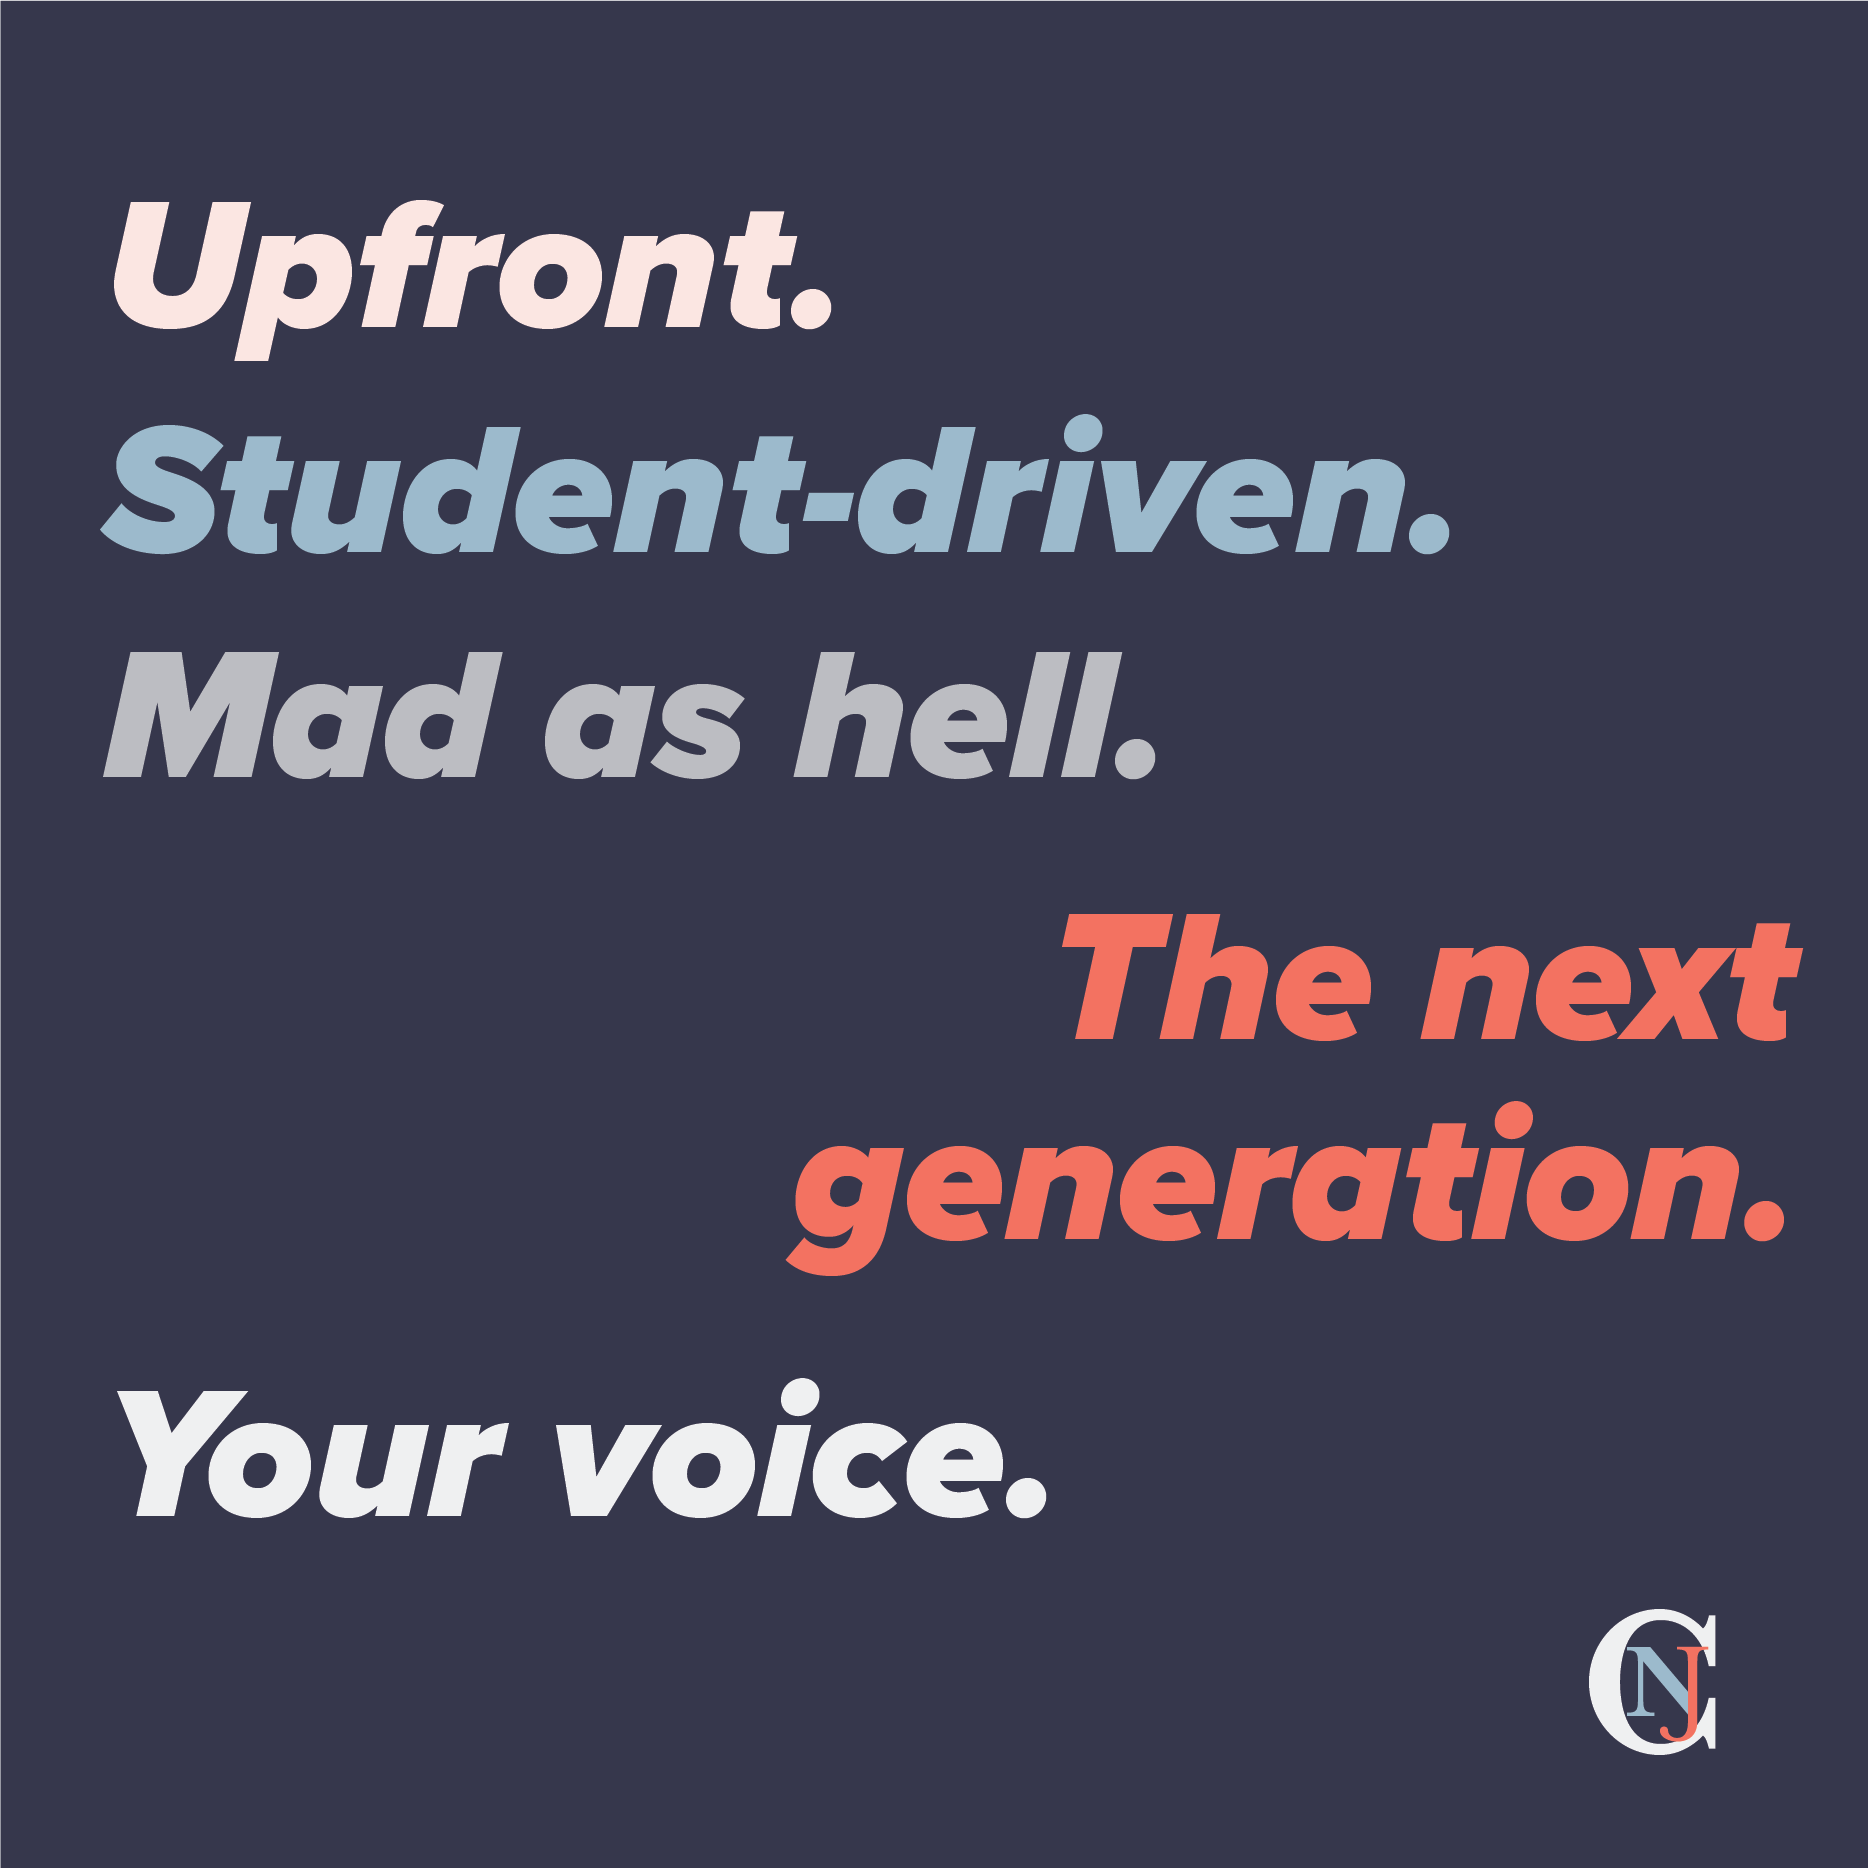 Upfront.
Student-driven.
Mad as hell.
The next
generation.
Your voice.
CNJ